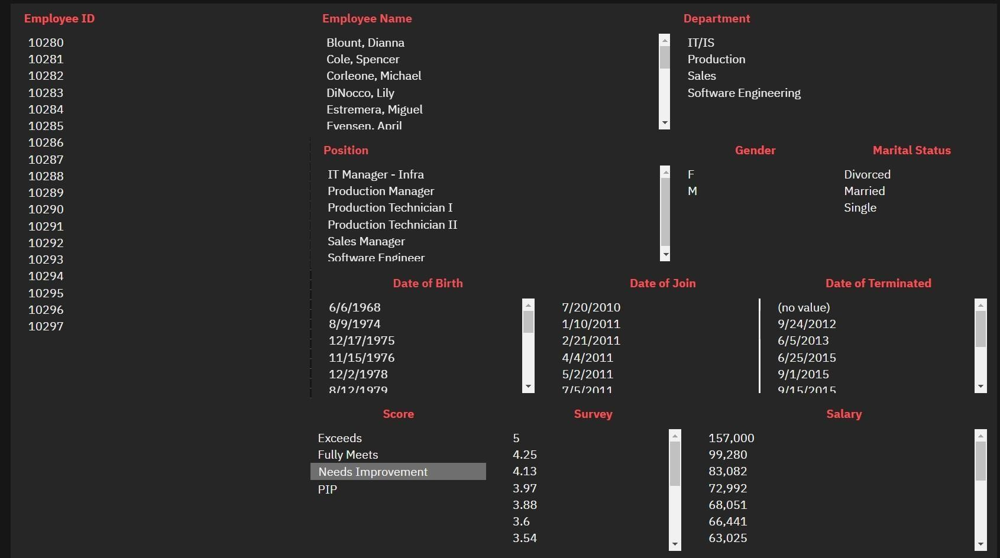 Employee ID
10280
10281
10282
10283
10284
10285
10286
10287
10288
10289
10290
10291
10292
10293
10294
10295
10296
10297
Employee Name
Blount, Dianna
Cole, Spencer
Corleone, Michael
DiNocco, Lily
Estremera, Miguel
Evensen, April
Department
IT/IS
Production
Sales
Software Engineering
Position
IT Manager - Infra
Production Manager
Production Technician I
Production Technician II
Sales Manager
Software Engineer
Gender
F
M
Marital Status
Divorced
Married
Single
Date of Birth
6/6/1968
8/9/1974
12/17/1975
11/15/1976
12/2/1978
8/12/1979
Date of Join
7/20/2010
1/10/2011
2/21/2011
4/4/2011
5/2/2011
7/5/2011
Date of Terminated
(no value)
9/24/2012
6/5/2013
6/25/2015
9/1/2015
9/15/2015
Score
Exceeds
Fully Meets
Needs Improvement
PIP
Survey
5
4.25
4.13
3.97
3.88
3.6
3.54
Salary
157,000
99,280
83,082
72,992
68,051
66,441
63,025